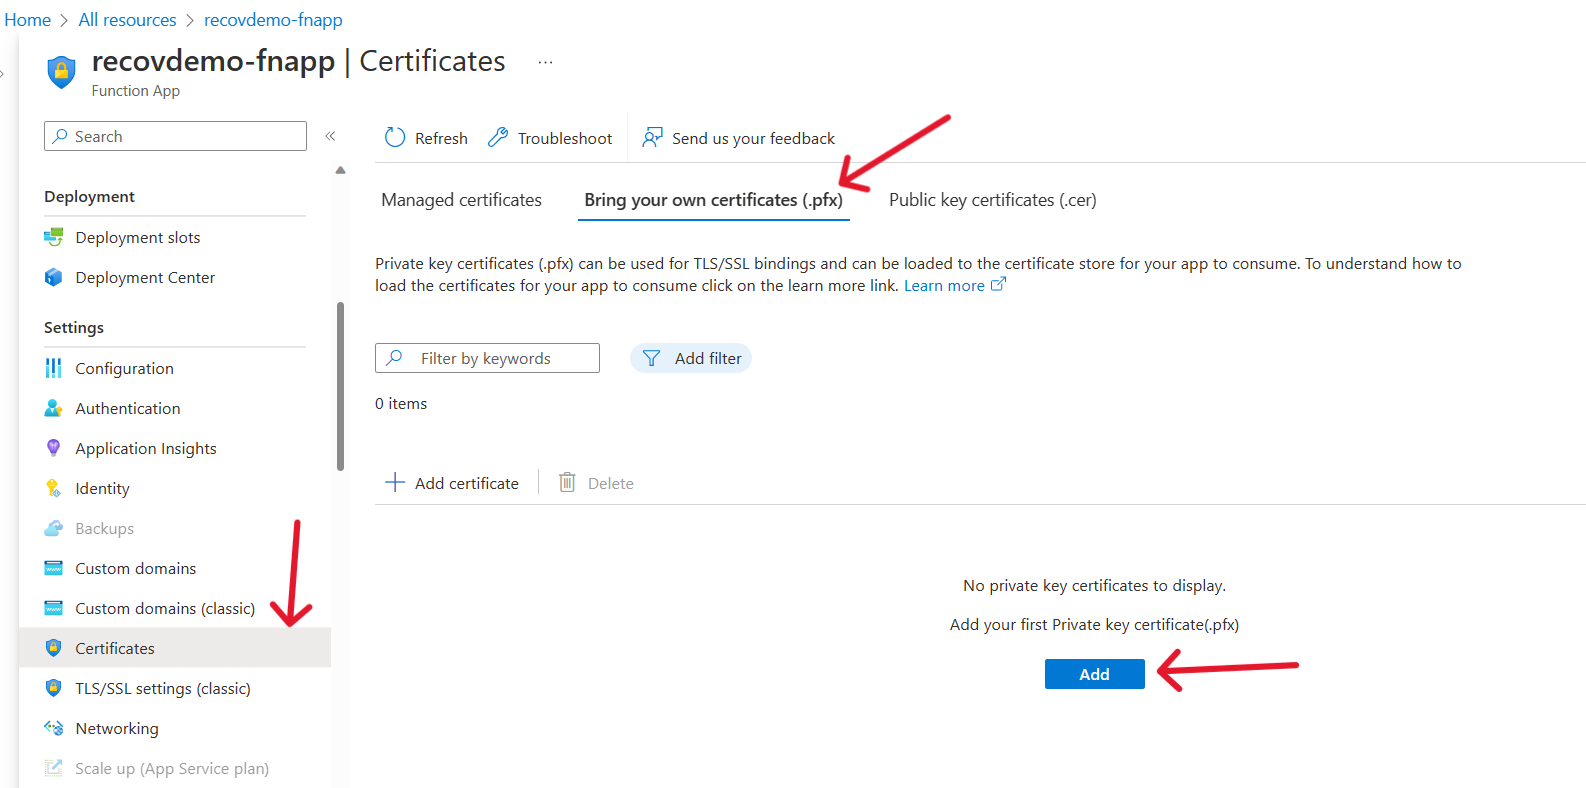 Home > All resources > recovdemo-fnapp
recovdemo-fnapp | Certificates ...
Function App
Search
«
Deployment
Deployment slots
Deployment Center
Settings
Configuration
Authentication
Application Insights
Identity
Backups
Custom domains
Custom domains (classic)
Certificates
TLS/SSL settings (classic)
Networking
Scale up (App Service plan)
Refresh Troubleshoot Send us your feedback
Managed certificates Bring your own certificates (.pfx) Public key certificates (.cer)
Private key certificates (.pfx) can be used for TLS/SSL bindings and can be loaded to the certificate store for your app to consume. To understand how to
load the certificates for your app to consume click on the learn more link. Learn more
Filter by keywords Add filter
0 items
Add certificate Delete
No private key certificates to display.
Add your first Private key certificate(.pfx)
Add